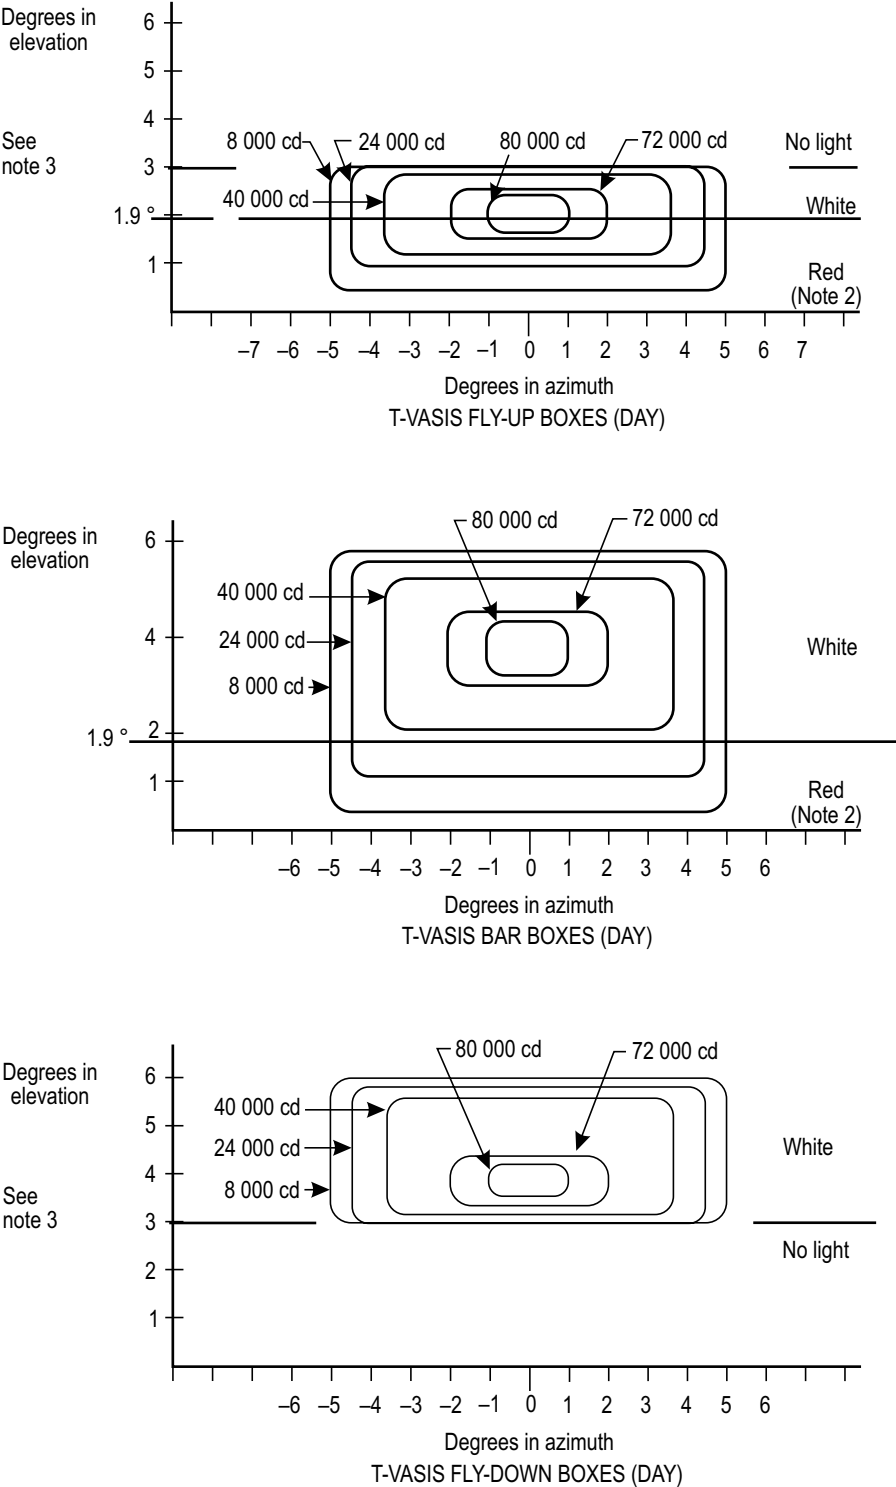 Degrees in
elevation
6
5
4
See
note 3
8 000 cd
24 000 cd
80 000 cd
72 000 cd
No light
3
40 000 cd
White
1.9 °
1
Red
(Note 2)
–7 –6 –5 –4 –3 –2 –1 0 1 2 3 4 5 6 7
Degrees in azimuth
T-VASIS FLY-UP BOXES (DAY)
Degrees in
elevation
80 000 cd
72 000 cd
6
40 000 cd
4
24 000 cd
White
8 000 cd
1.9 °
2
1
Red
(Note 2)
–6 –5 –4 –3 –2 –1 0 1 2 3 4 5 6
Degrees in azimuth
T-VASIS BAR BOXES (DAY)
80 000 cd
72 000 cd
Degrees in
elevation
6
40 000 cd
5
24 000 cd
White
4
8 000 cd
See
note 3
3
No light
2
1
–6 –5 –4 –3 –2 –1 0 1 2 3 4 5 6
Degrees in azimuth
T-VASIS FLY-DOWN BOXES (DAY)